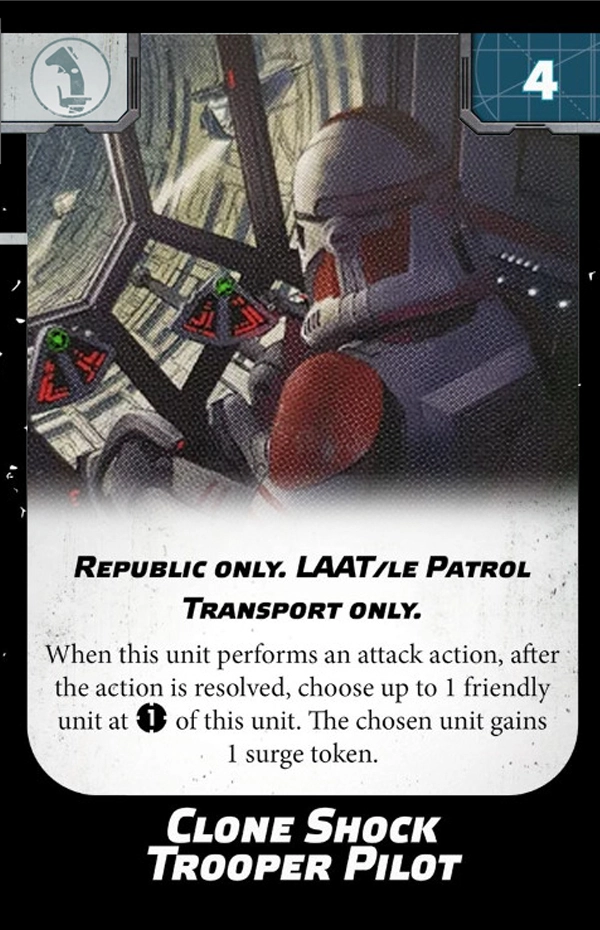 4
Republic only. LAAT/le Patrol
Transport only.
When this unit performs an attack action, after
the action is resolved, choose up to 1 friendly
unit at 1 of this unit. The chosen unit gains
1 surge token.
Clone Shock
Trooper Pilot